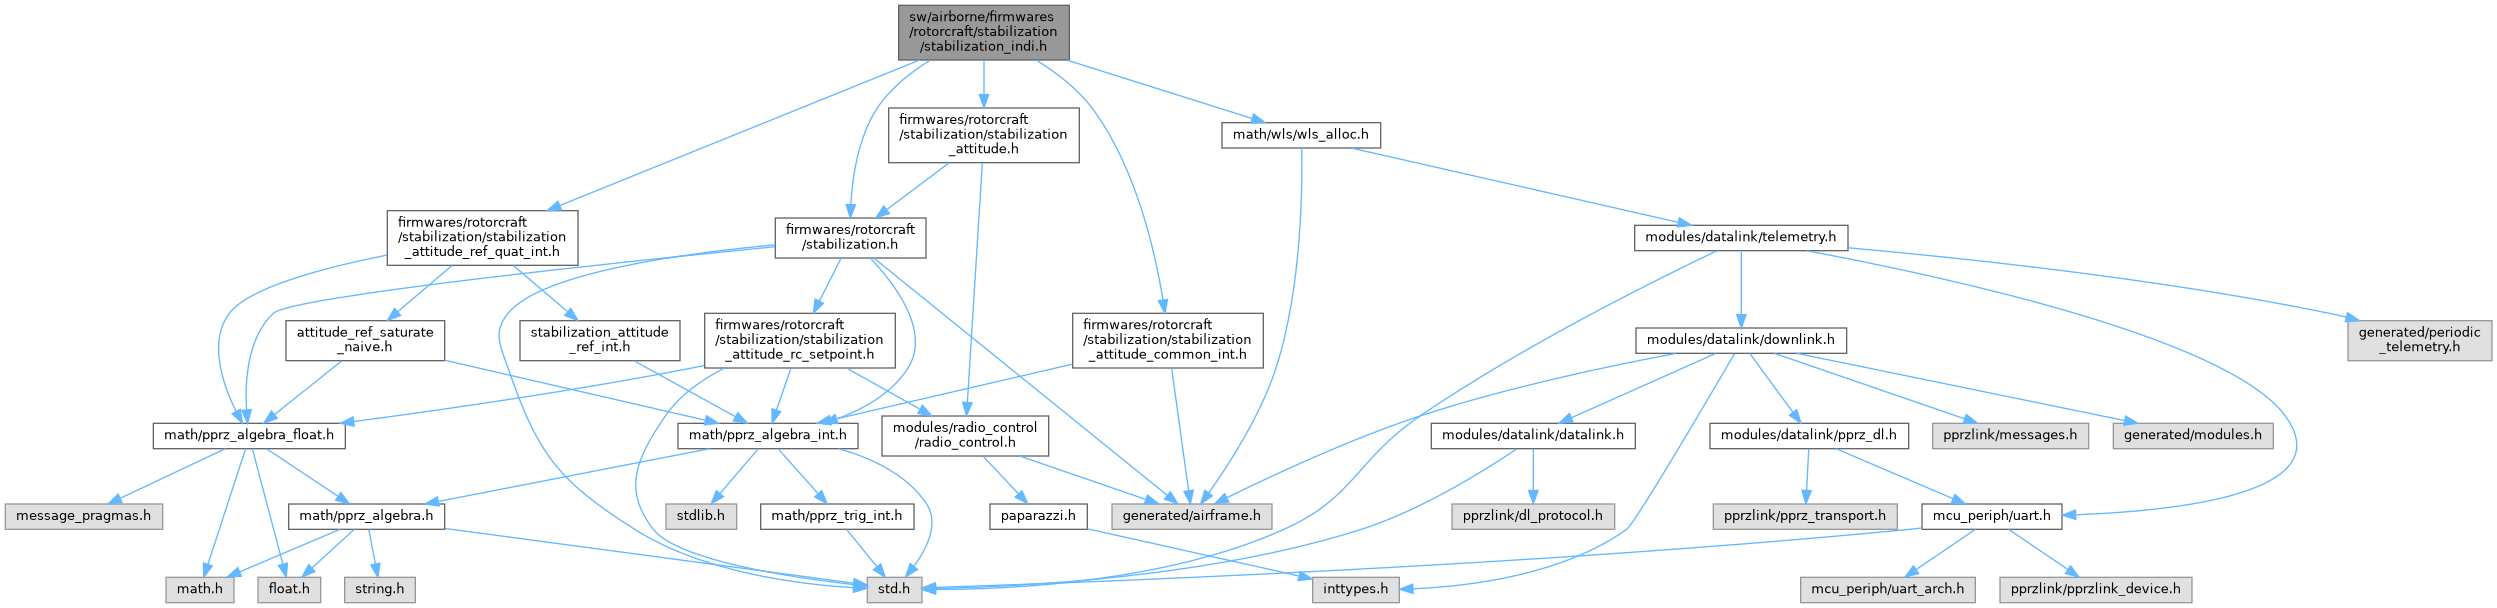 sw/airborne/firmwares
/rotorcraft/stabilization
/stabilization_indi.h
firmwares/rotorcraft
/stabilization/stabilization
_attitude.h
math/wls/wls_alloc.h
firmwares/rotorcraft
/stabilization/stabilization
_attitude_ref_quat_int.h
firmwares/rotorcraft
/stabilization.h
modules/datalink/telemetry.h
attitude_ref_saturate
_naive.h
stabilization_attitude
_ref_int.h
firmwares/rotorcraft
/stabilization/stabilization
_attitude_rc_setpoint.h
firmwares/rotorcraft
/stabilization/stabilization
_attitude_common_int.h
modules/datalink/downlink.h
generated/periodic
_telemetry.h
math/pprz_algebra_float.h
math/pprz_algebra_int.h
modules/radio_control
/radio_control.h
modules/datalink/datalink.h
modules/datalink/pprz_dl.h
pprzlink/messages.h
generated/modules.h
message_pragmas.h
math/pprz_algebra.h
stdlib.h
math/pprz_trig_int.h
paparazzi.h
generated/airframe.h
pprzlink/dl_protocol.h
pprzlink/pprz_transport.h
mcu_periph/uart.h
math.h
float.h
string.h
std.h
inttypes.h
mcu_periph/uart_arch.h
pprzlink/pprzlink_device.h